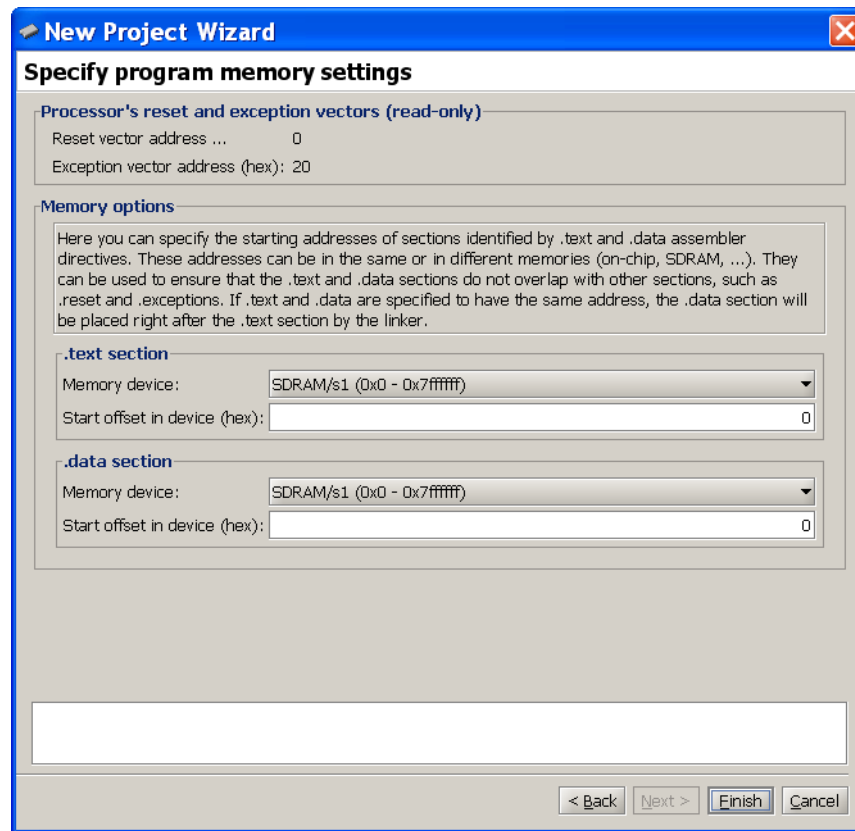 New Project Wizard
Specify program memory settings
Processor's reset and exception vectors (read-only)
Reset vector address ... 0
Exception vector address (hex): 20
Memory options
Here you can specify the starting addresses of sections identified by .text and .data assembler
directives. These addresses can be in the same or in different memories (on-chip, SDRAM, ...). They
can be used to ensure that the .text and .data sections do not overlap with other sections, such as
.reset and .exceptions. If .text and .data are specified to have the same address, the .data section will
be placed right after the .text section by the linker.
.text section
Memory device: SDRAM/s1 (0x0 - 0x7ffffff)
Start offset in device (hex): 0
.data section
Memory device: SDRAM/s1 (0x0 - 0x7ffffff)
Start offset in device (hex): 0
< Back Next > Finish Cancel